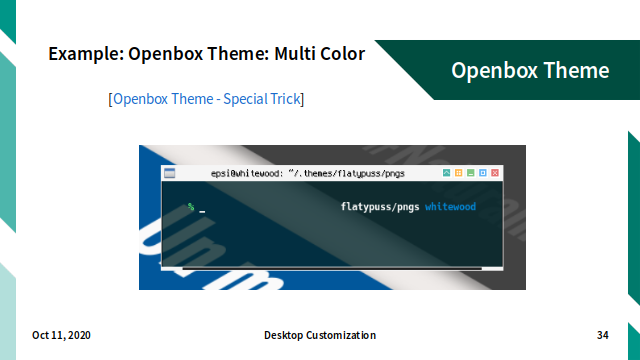 Example: Openbox Theme: Multi Color
Openbox Theme
[Openbox Theme - Special Trick]
epsi@whitewood: ~/.themes/flatypuss/pngs
% _
flatypuss/pngs whitewood
Oct 11, 2020
Desktop Customization
34